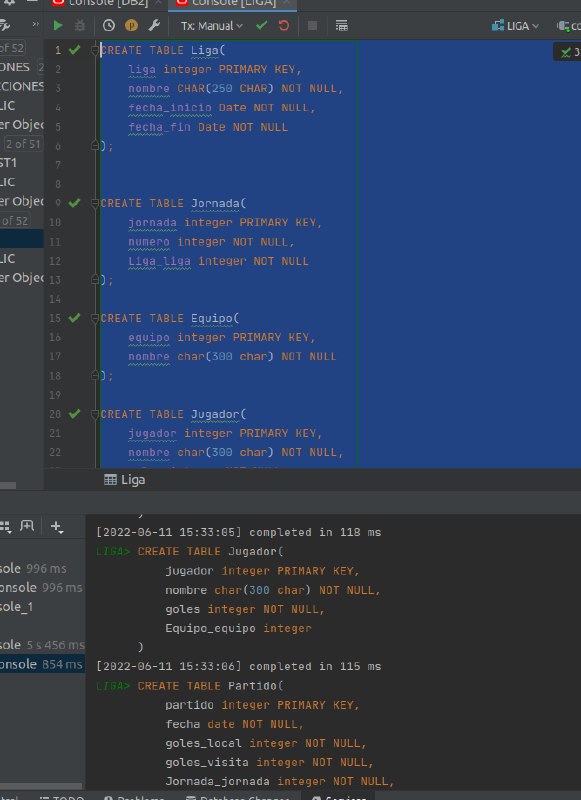 console [DB2]
console [LIGA]
Tx: Manual
LIGA
of 52
1 CREATE TABLE Liga(
2 liga integer PRIMARY KEY,
3 nombre CHAR(250 CHAR) NOT NULL,
4 fecha_inicio Date NOT NULL,
5 fecha_fin Date NOT NULL
6 );
7
8
9 CREATE TABLE Jornada(
10 jornada integer PRIMARY KEY,
11 numero integer NOT NULL,
12 Liga_liga integer NOT NULL
13 );
14
15 CREATE TABLE Equipo(
16 equipo integer PRIMARY KEY,
17 nombre char(300 char) NOT NULL
18 );
19
20 CREATE TABLE Jugador(
21 jugador integer PRIMARY KEY,
22 nombre char(300 char) NOT NULL,
3
ONES 2
CIONES
LIC
er Objec
2 of 51
ST1
LIC
er Objec
of 52
LIC
er Objec
Liga
[2022-06-11 15:33:05] completed in 118 ms
LIGA> CREATE TABLE Jugador(
jugador integer PRIMARY KEY,
nombre char(300 char) NOT NULL,
goles integer NOT NULL,
Equipo_equipo integer
)
[2022-06-11 15:33:06] completed in 115 ms
LIGA> CREATE TABLE Partido(
partido integer PRIMARY KEY,
fecha date NOT NULL,
goles_local integer NOT NULL,
goles_visita integer NOT NULL,
Jornada_jornada integer NOT NULL,
sole 996 ms
onsole 996 ms
sole_1
sole 5 s 456 ms
onsole 854 ms
TODO
Problems
Database Changes
Services